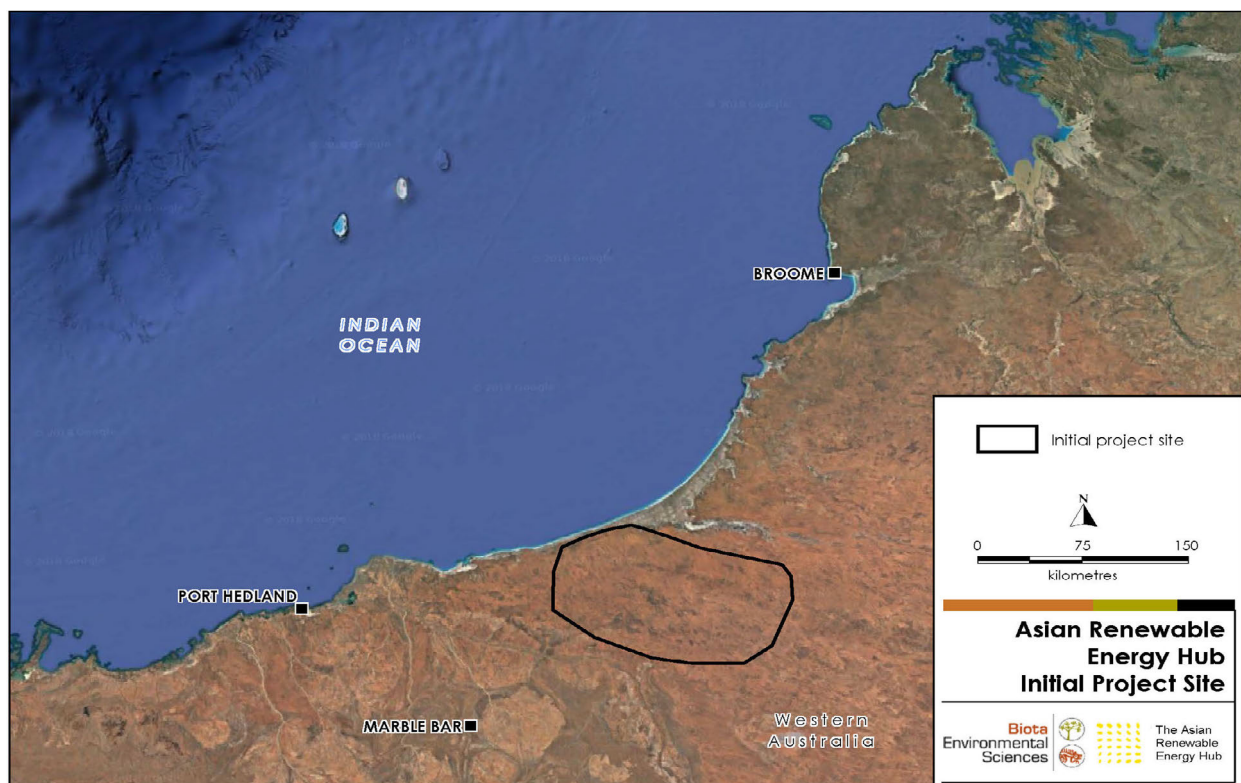 BROOME
INDIAN
OCEAN
PORT HEDLAND
MARBLE BAR
Western
Australia
Initial project site
N
0 75 150
kilometres
Asian Renewable
Energy Hub
Initial Project Site
Biota
Environmental
Sciences
The Asian
Renewable
Energy Hub